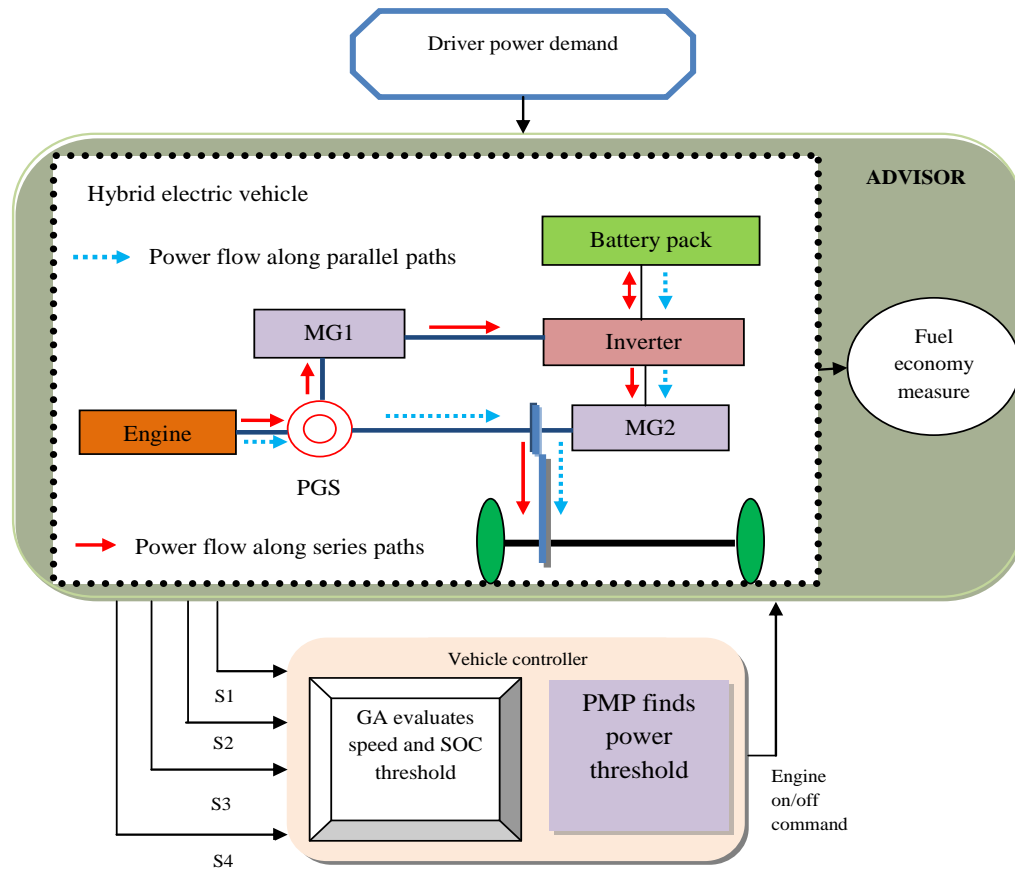 Driver power demand
ADVISOR
Hybrid electric vehicle
Battery pack
Power flow along parallel paths
MG1
Inverter
Fuel
economy
measure
Engine
MG2
PGS
Power flow along series paths
Vehicle controller
S1
GA evaluates
speed and SOC
threshold
PMP finds
power
threshold
S2
S3
S4
Engine
on/off
command